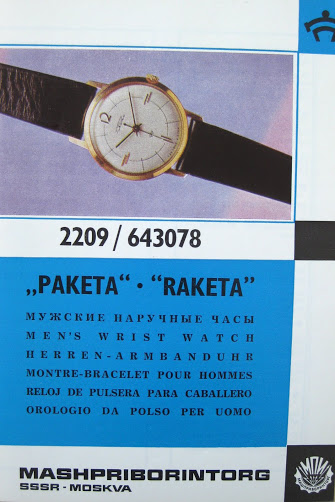 2209 / 643078
„РАКЕТА“ · “RAKETA”
МУЖСКИЕ НАРУЧНЫЕ ЧАСЫ
MEN'S WRIST WATCH
HERREN-ARMBANDUHR
MONTRE-BRACELET POUR HOMMES
RELOJ DE PULSERA PARA CABALLERO
OROLOGIO DA POLSO PER UOMO
MASHPRIBORINTORG
SSSR · MOSKVA